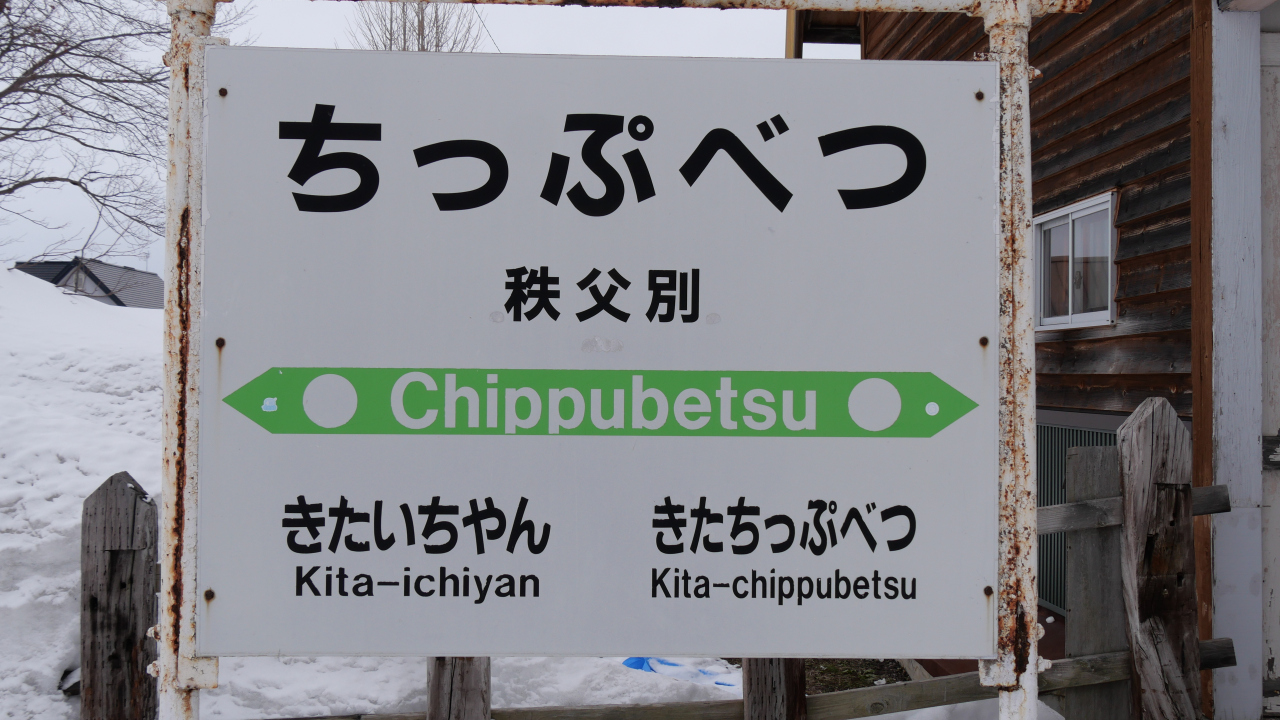 ちっぷべつ
秩父別
Chippubetsu
きたいちやん きたちっぷべつ
Kita-ichiyan Kita-chippubetsu